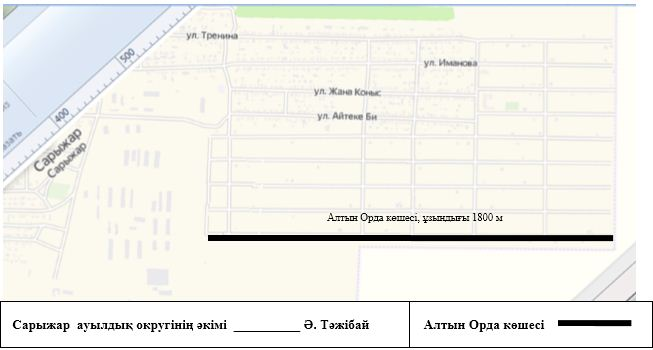 ул. Тренина
500
ул. Иманова
ул. Жана Коныс
400
ул. Айтеке Би
зать
Сарыжар
Сарыжар
Алтын Орда көшесі, ұзындығы 1800 м
Сарыжар ауылдық округінің әкімі __________ Ә. Тәжібай
Алтын Орда көшесі